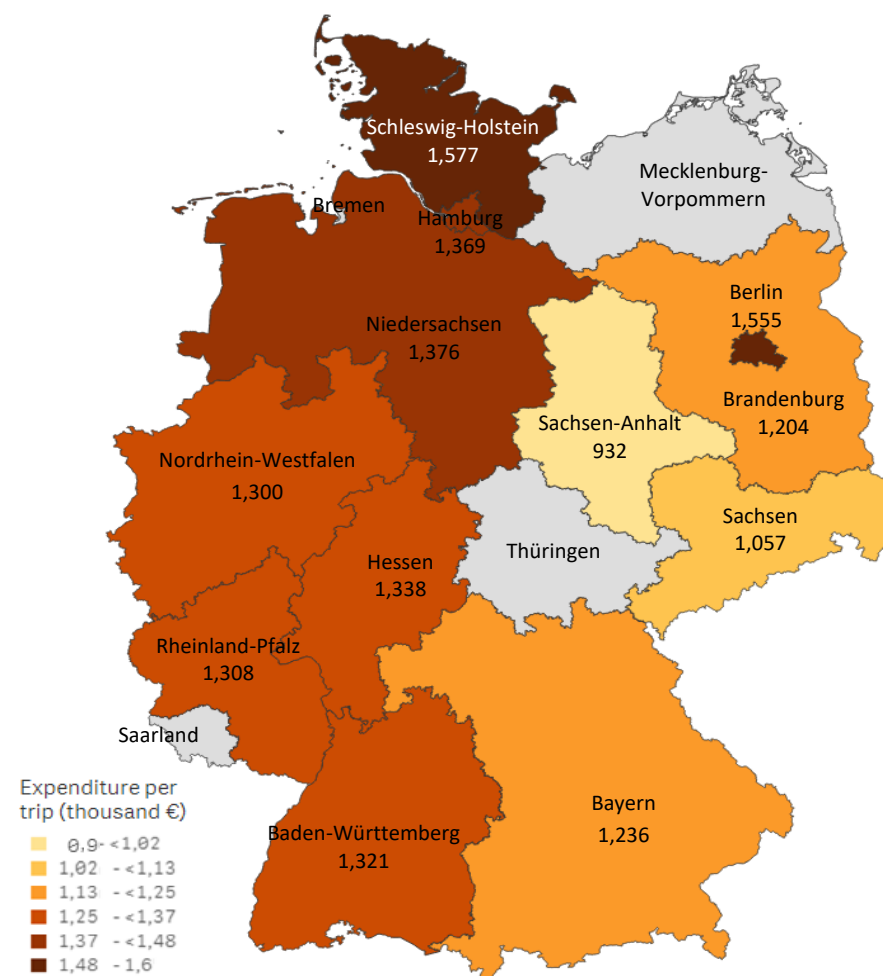 Schleswig-Holstein
1,577
Mecklenburg-
Vorpommern
Bremen
Hamburg
1,369
Berlin
1,555
Niedersachsen
1,376
Brandenburg
1,204
Sachsen-Anhalt
932
Nordrhein-Westfalen
1,300
Sachsen
1,057
Thüringen
Hessen
1,338
Rheinland-Pfalz
1,308
Saarland
Expenditure per
trip (thousand €)
0,9- <1,02
1,02 - <1,13
1,13 - <1,25
1,25 - <1,37
1,37 - <1,48
1,48 - 1,6
Baden-Württemberg
1,321
Bayern
1,236